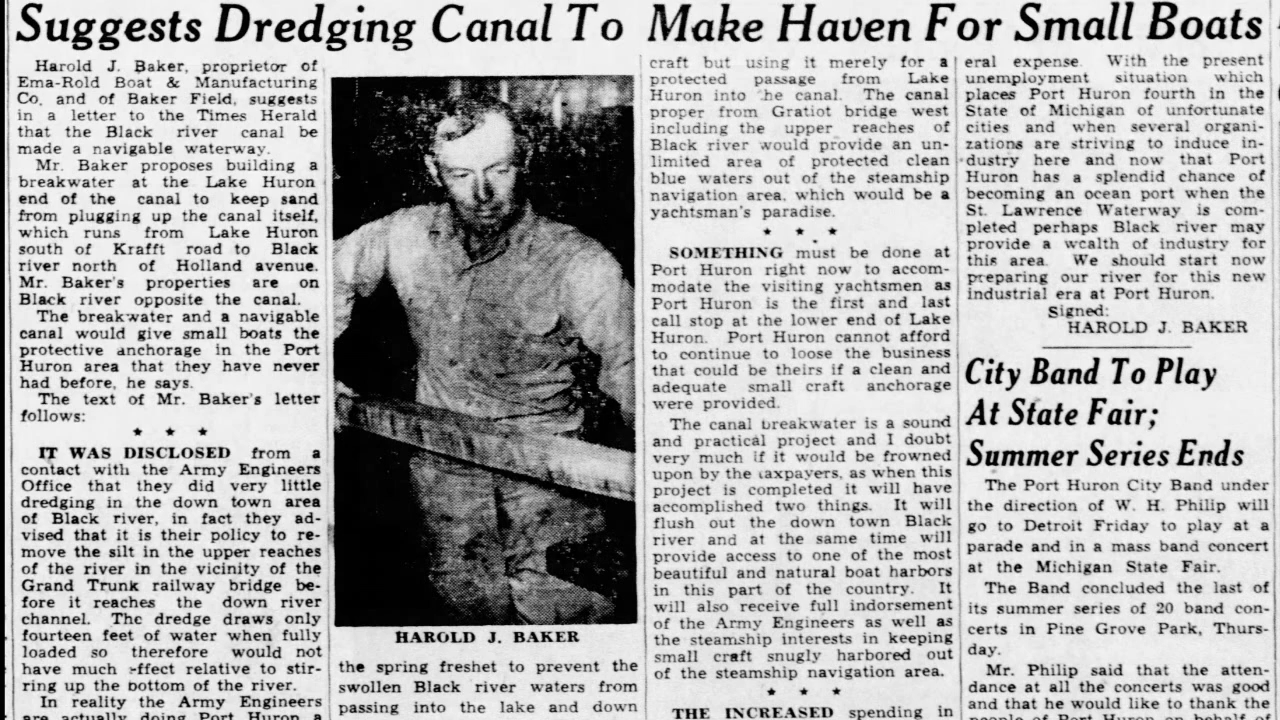 Suggests Dredging Canal To Make Haven For Small Boats
Harold J. Baker, proprietor of
Ema-Rold Boat & Manufacturing
Co. and of Baker Field, suggests
in a letter to the Times Herald
that the Black river canal be
made a navigable waterway.
Mr. Baker proposes building a
breakwater at the Lake Huron
end of the canal to keep sand
from plugging up the canal itself,
which runs from Lake Huron
south of Krafft road to Black
river north of Holland avenue.
Mr. Baker's properties are on
Black river opposite the canal.
The breakwater and a navigable
canal would give small boats the
protective anchorage in the Port
Huron area that they have never
had before, he says.
The text of Mr. Baker's letter
follows:
★ ★ ★
IT WAS DISCLOSED from a
contact with the Army Engineers
Office that they did very little
dredging in the down town area
of Black river, in fact they ad-
vised that it is their policy to re-
move the silt in the upper reaches
of the river in the vicinity of the
Grand Trunk railway bridge be-
fore it reaches the down river
channel. The dredge draws only
fourteen feet of water when fully
loaded so therefore would not
have much effect relative to stir-
ring up the bottom of the river.
In reality the Army Engineers
are actually doing Port Huron a
HAROLD J. BAKER
the spring freshet to prevent the
swollen Black river waters from
passing into the lake and down
craft but using it merely for a
protected passage from Lake
Huron into the canal. The canal
proper from Gratiot bridge west
including the upper reaches of
Black river would provide an un-
limited area of protected clean
blue waters out of the steamship
navigation area, which would be a
yachtsman's paradise.
★ ★ ★
SOMETHING must be done at
Port Huron right now to accom-
modate the visiting yachtsmen as
Port Huron is the first and last
call stop at the lower end of Lake
Huron. Port Huron cannot afford
to continue to loose the business
that could be theirs if a clean and
adequate small craft anchorage
were provided.
The canal breakwater is a sound
and practical project and I doubt
very much if it would be frowned
upon by the taxpayers, as when this
project is completed it will have
accomplished two things. It will
flush out the down town Black
river and at the same time will
provide access to one of the most
beautiful and natural boat harbors
in this part of the country. It
will also receive full indorsement
of the Army Engineers as well as
the steamship interests in keeping
small craft snugly harbored out
of the steamship navigation area.
★ ★ ★
THE INCREASED spending in
eral expense. With the present
unemployment situation which
places Port Huron fourth in the
State of Michigan of unfortunate
cities and when several organi-
zations are striving to induce in-
dustry here and now that Port
Huron has a splendid chance of
becoming an ocean port when the
St. Lawrence Waterway is com-
pleted perhaps Black river may
provide a wealth of industry for
this area. We should start now
preparing our river for this new
industrial era at Port Huron.
Signed:
HAROLD J. BAKER
City Band To Play
At State Fair;
Summer Series Ends
The Port Huron City Band under
the direction of W. H. Philip will
go to Detroit Friday to play at a
parade and in a mass band concert
at the Michigan State Fair.
The Band concluded the last of
its summer series of 20 band con-
certs in Pine Grove Park, Thurs-
day.
Mr. Philip said that the atten-
dance at all the concerts was good
and that he would like to thank the
people of Port Huron on behalf of